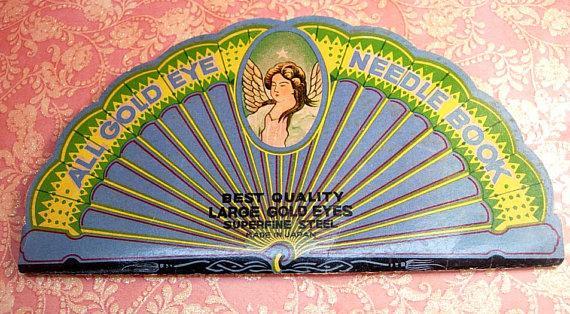 ALL GOLD EYE NEEDLE BOOK
BEST QUALITY
LARGE GOLD EYES
SUPERFINE STEEL
MADE IN JAPAN